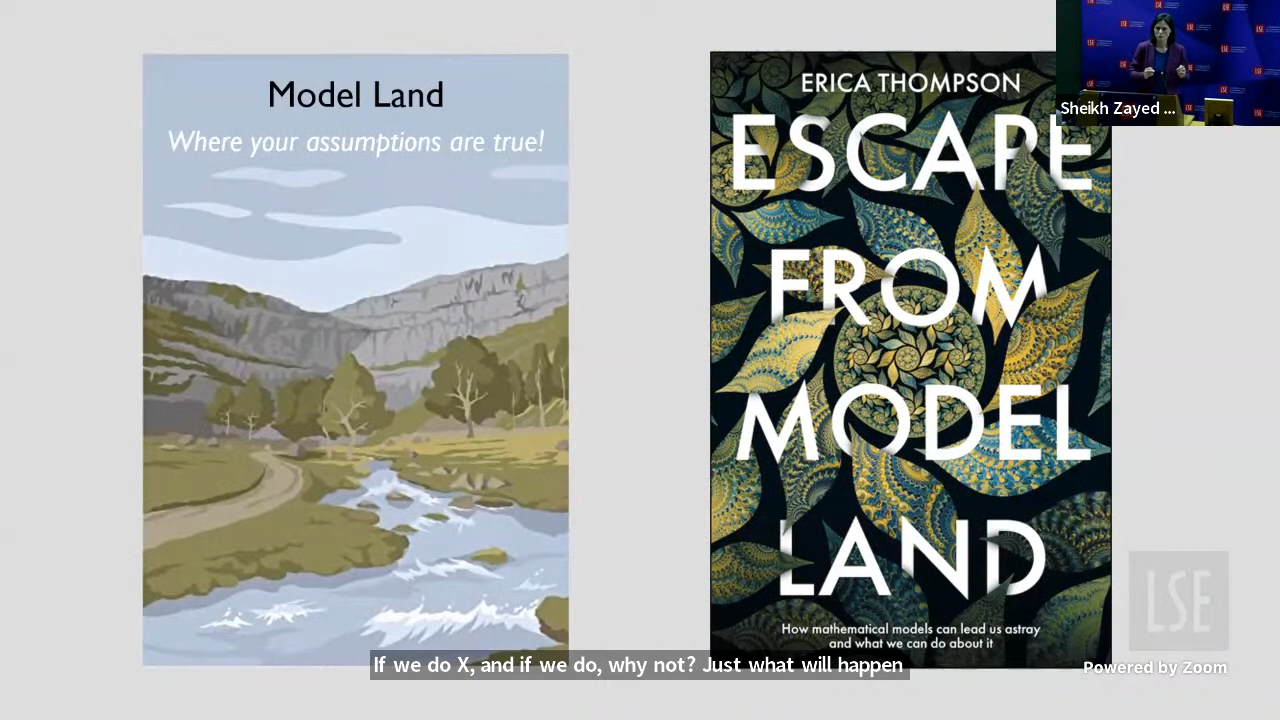 Model Land
Where your assumptions are true!
ERICA THOMPSON
ESCAPE
FROM
MODEL
LAND
How mathematical models can lead us astray
and what we can do about it
Sheikh Zayed ...
LSE
Powered by Zoom
If we do X, and if we do, why not? Just what will happen